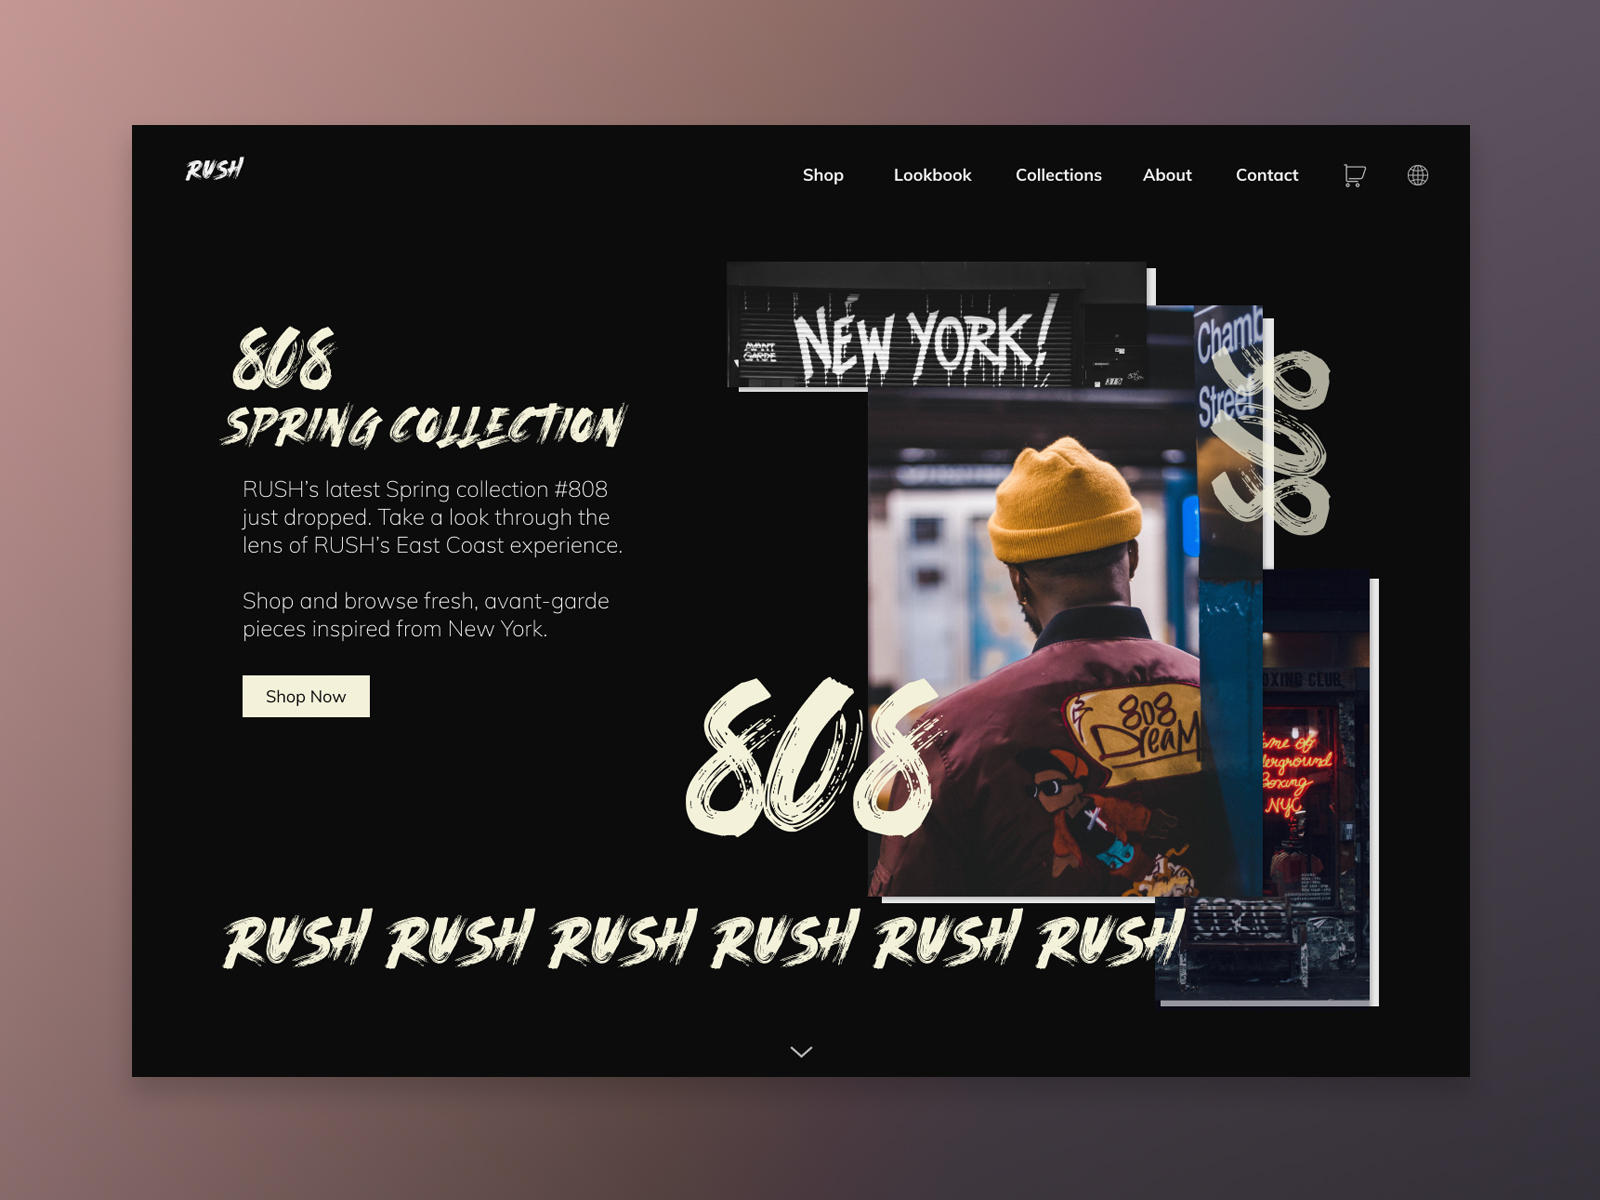 RUSH
Shop Lookbook Collections About Contact
NEW YORK!
AVANT
GARDE
Chamb
Street
808
808
SPRING COLLECTION
RUSH’s latest Spring collection #808
just dropped. Take a look through the
lens of RUSH’s East Coast experience.
Shop and browse fresh, avant-garde
pieces inspired from New York.
Shop Now
808
808
DreaM
OXING CLUB
ome of
derground
Boxing
NYC
RUSH RUSH RUSH RUSH RUSH RUSH